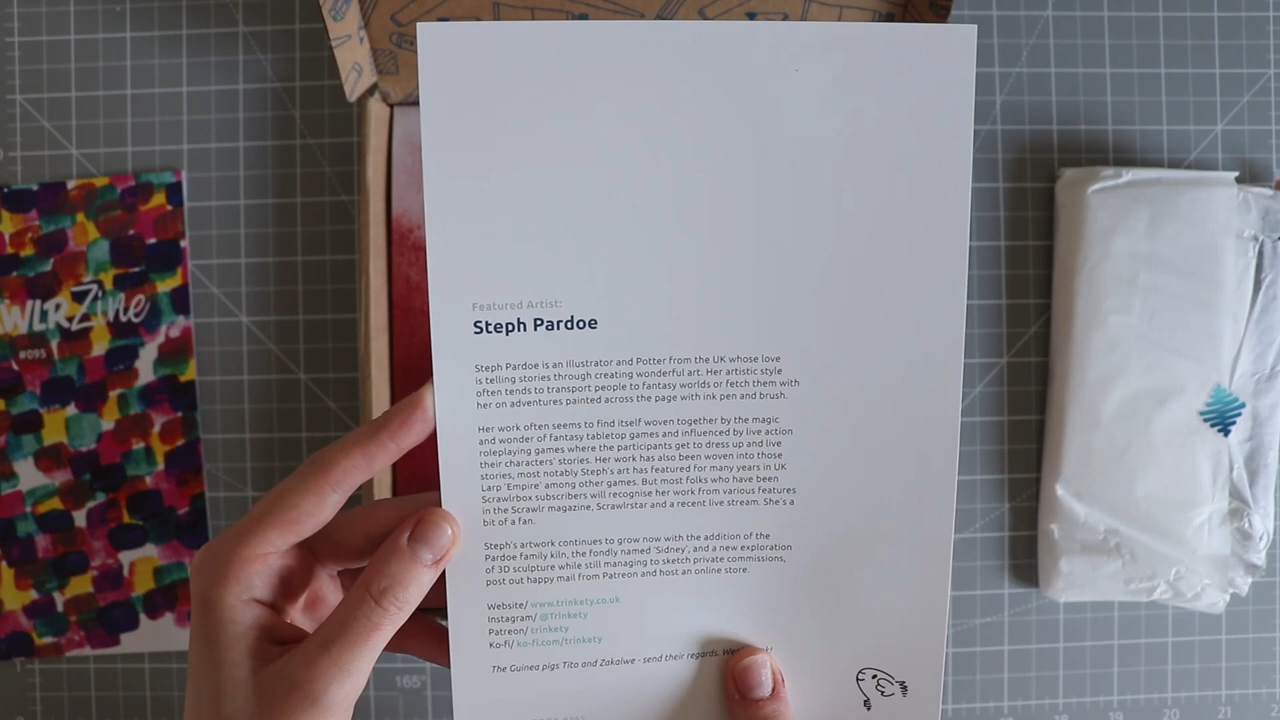 WLRZine
#095
Featured Artist:
Steph Pardoe
Steph Pardoe is an Illustrator and Potter from the UK whose love
is telling stories through creating wonderful art. Her artistic style
often tends to transport people to fantasy worlds or fetch them with
her on adventures painted across the page with ink pen and brush.
Her work often seems to find itself woven together by the magic
and wonder of fantasy tabletop games and influenced by live action
roleplaying games where the participants get to dress up and live
their characters' stories. Her work has also been woven into those
stories, most notably Steph's art has featured for many years in UK
Larp 'Empire' among other games. But most folks who have been
Scrawlrbox subscribers will recognise her work from various features
in the Scrawlr magazine, Scrawlrstar and a recent live stream. She's a
bit of a fan.
Steph's artwork continues to grow now with the addition of the
Pardoe family kiln, the fondly named 'Sidney', and a new exploration
of 3D sculpture while still managing to sketch private commissions,
post out happy mail from Patreon and host an online store.
Website/ www.trinkety.co.uk
Instagram/ @Trinkety
Patreon/ trinkety
Ko-fi/ ko-fi.com/trinkety
The Guinea pigs Tito and Zakalwe - send their regards.
165°
18
19
20
21